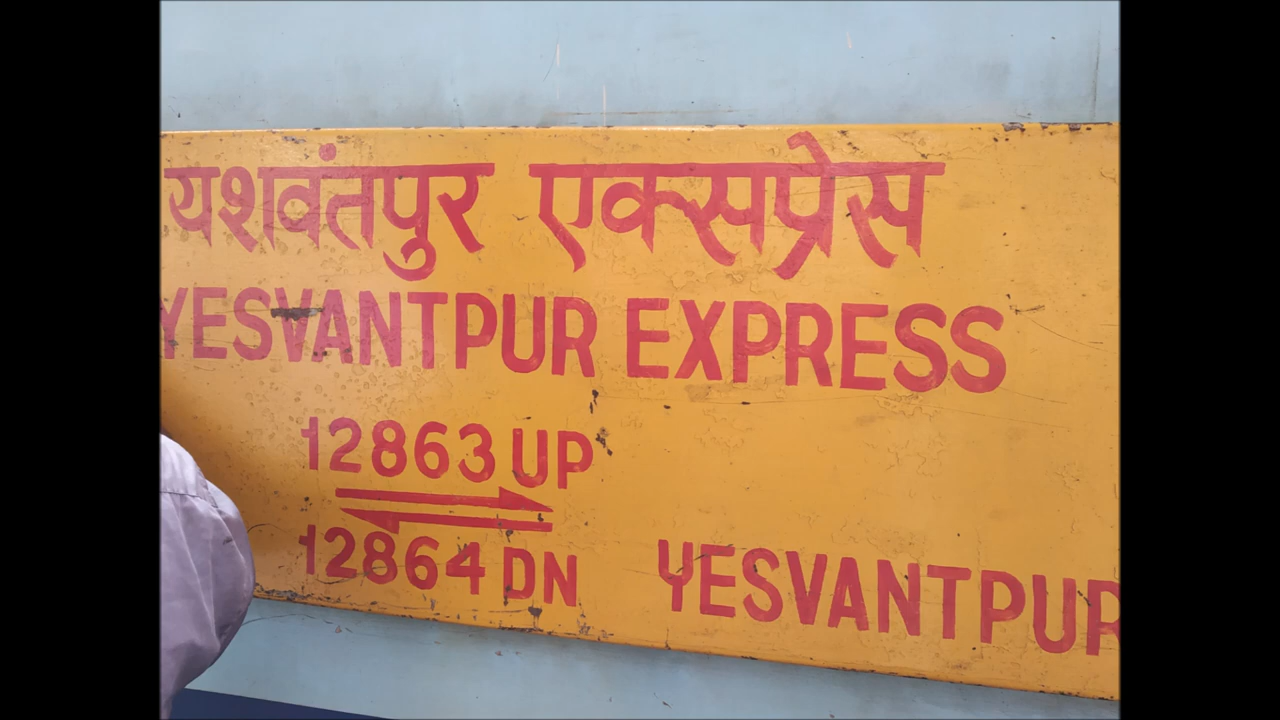 यशवंतपुर एक्सप्रेस
YESVANTPUR EXPRESS
12863 UP
12864 DN
YESVANTPUR